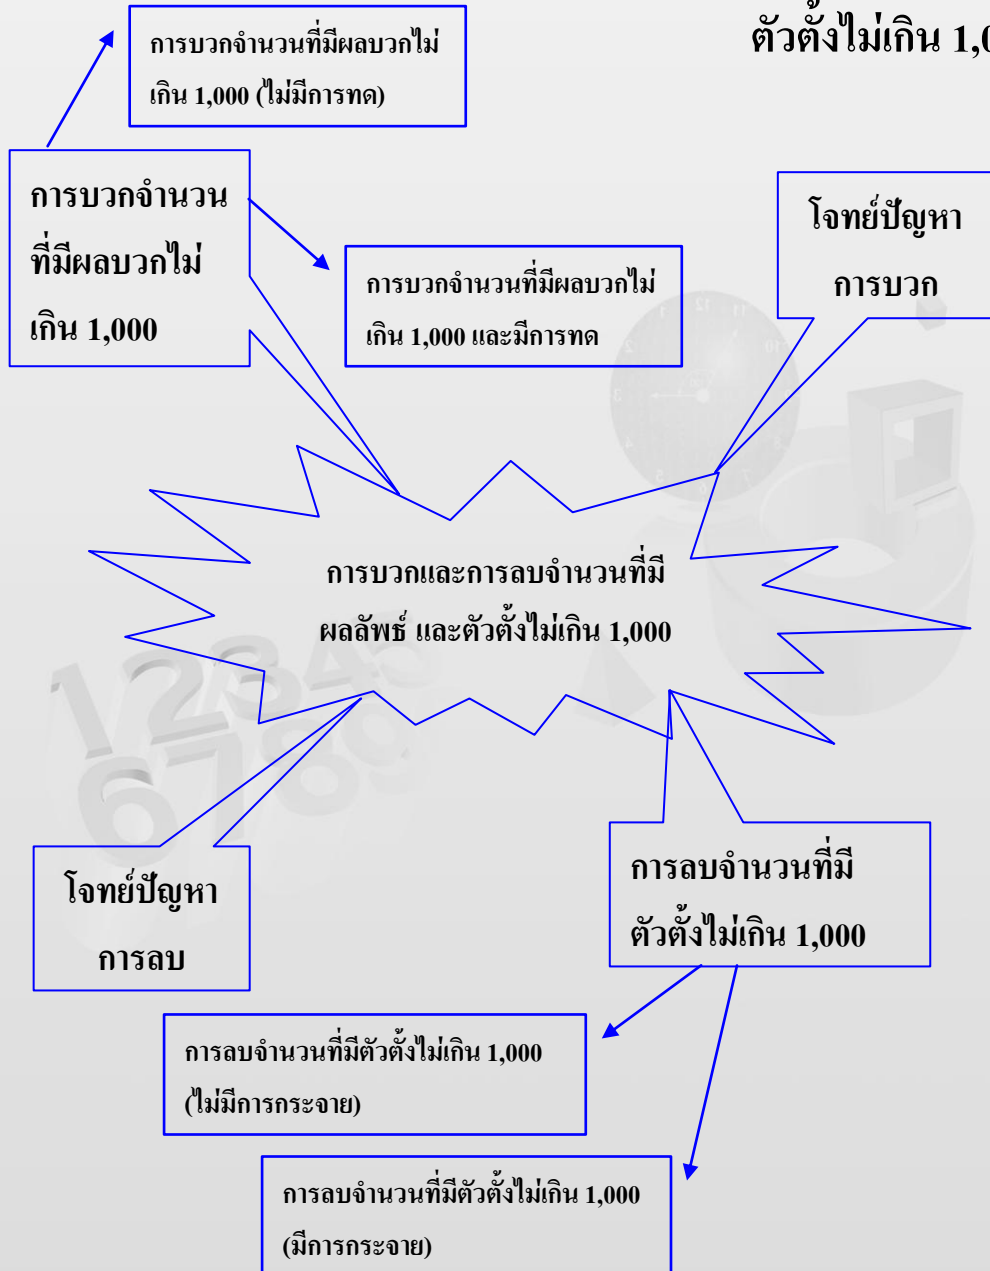 ตัวตั้งไม่เกิน 1,0
การบวกจำนวนที่มีผลบวกไม่
เกิน 1,000 (ไม่มีการทด)
การบวกจำนวน
ที่มีผลบวกไม่
เกิน 1,000
โจทย์ปัญหา
การบวก
การบวกจำนวนที่มีผลบวกไม่
เกิน 1,000 และมีการทด
การบวกและการลบจำนวนที่มี
ผลลัพธ์ และตัวตั้งไม่เกิน 1,000
โจทย์ปัญหา
การลบ
การลบจำนวนที่มี
ตัวตั้งไม่เกิน 1,000
การลบจำนวนที่มีตัวตั้งไม่เกิน 1,000
(ไม่มีการกระจาย)
การลบจำนวนที่มีตัวตั้งไม่เกิน 1,000
(มีการกระจาย)